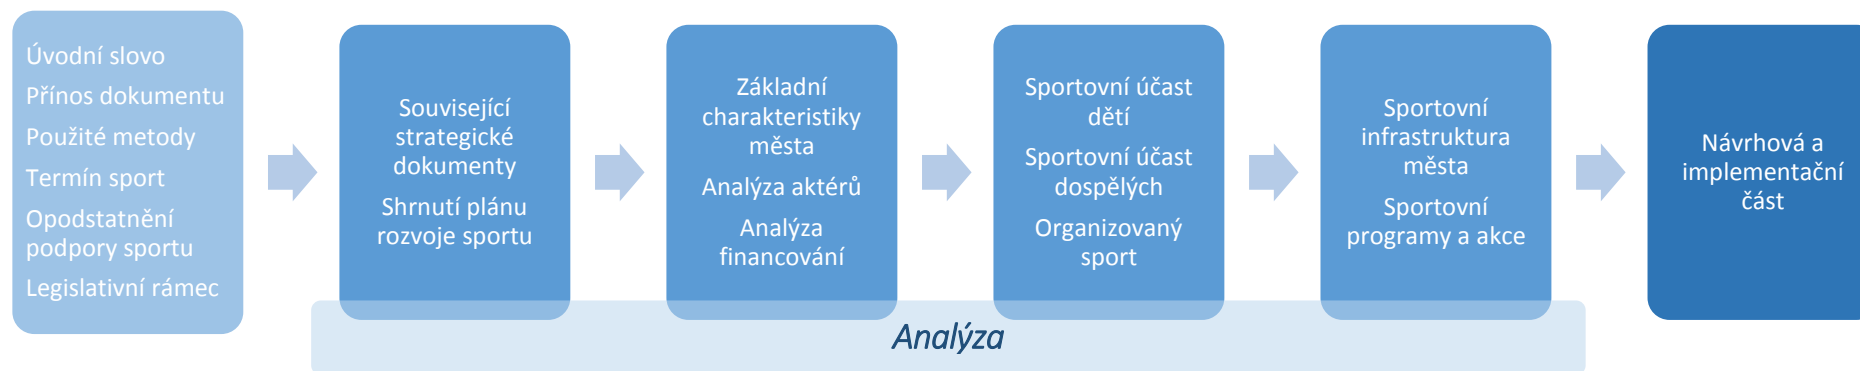 Úvodní slovo
Přínos dokumentu
Použité metody
Termín sport
Opodstatnění
podpory sportu
Legislativní rámec
Související
strategické
dokumenty
Shrnutí plánu
rozvoje sportu
Základní
charakteristiky
města
Analýza aktérů
Analýza
financování
Sportovní účast
dětí
Sportovní účast
dospělých
Organizovaný
sport
Sportovní
infrastruktura
města
Sportovní
programy a akce
Návrhová a
implementační
část
Analýza